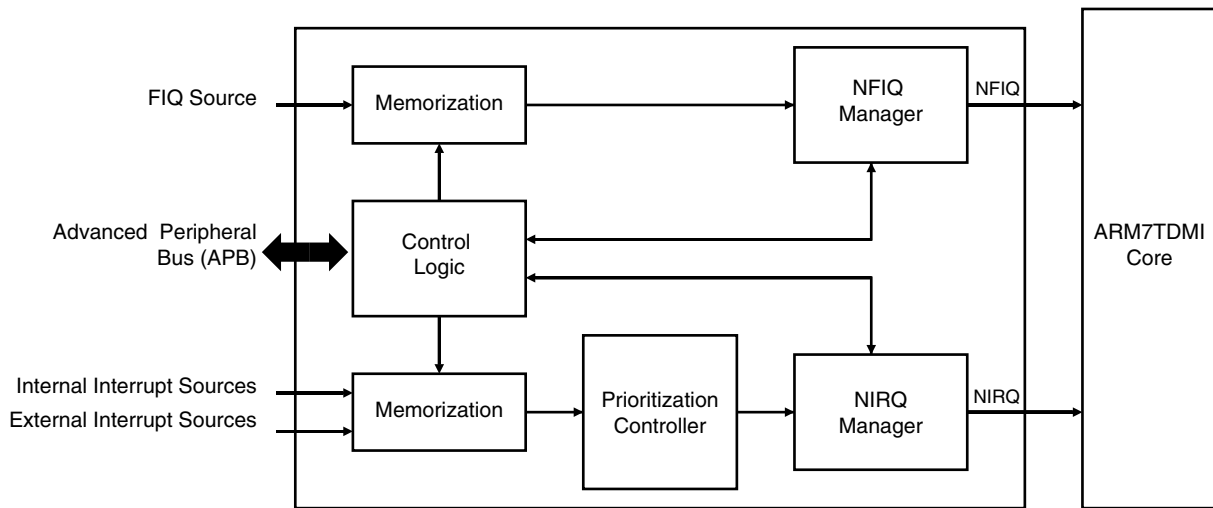 FIQ Source
Memorization
NFIQ
Manager
NFIQ
Advanced Peripheral
Bus (APB)
Control
Logic
ARM7TDMI
Core
Internal Interrupt Sources
External Interrupt Sources
Memorization
Prioritization
Controller
NIRQ
Manager
NIRQ